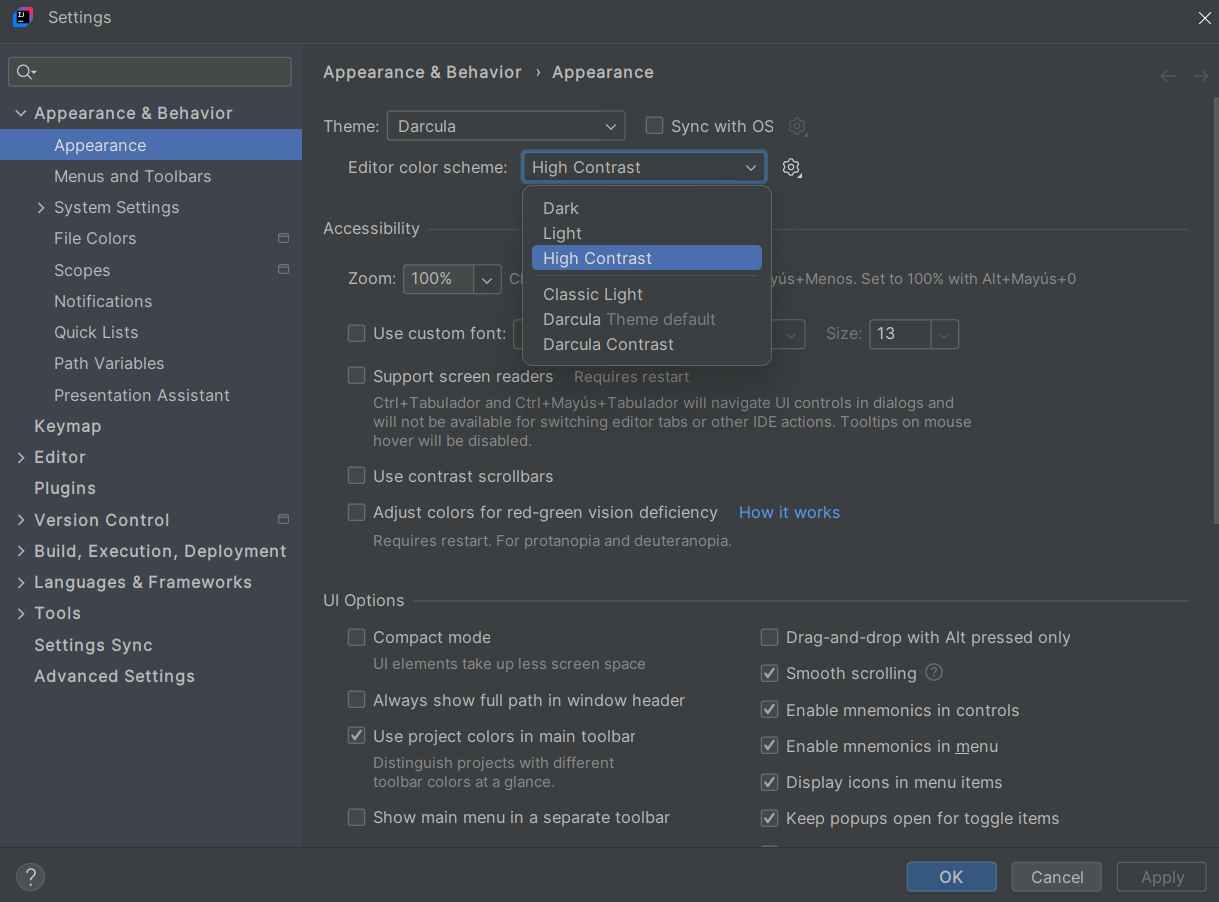 Settings
Appearance & Behavior
Appearance
Menus and Toolbars
System Settings
File Colors
Scopes
Notifications
Quick Lists
Path Variables
Presentation Assistant
Keymap
Editor
Plugins
Version Control
Build, Execution, Deployment
Languages & Frameworks
Tools
Settings Sync
Advanced Settings
Appearance & Behavior › Appearance
Theme: Darcula Sync with OS
Editor color scheme: High Contrast
Dark
Light
High Contrast
Classic Light
Darcula Theme default
Darcula Contrast
Accessibility
Zoom: 100% yús+Menos. Set to 100% with Alt+Mayús+0
Use custom font: Size: 13
Support screen readers Requires restart
Ctrl+Tabulador and Ctrl+Mayús+Tabulador will navigate UI controls in dialogs and
will not be available for switching editor tabs or other IDE actions. Tooltips on mouse
hover will be disabled.
Use contrast scrollbars
Adjust colors for red-green vision deficiency How it works
Requires restart. For protanopia and deuteranopia.
UI Options
Compact mode
UI elements take up less screen space
Always show full path in window header
Use project colors in main toolbar
Distinguish projects with different
toolbar colors at a glance.
Show main menu in a separate toolbar
Drag-and-drop with Alt pressed only
Smooth scrolling ?
Enable mnemonics in controls
Enable mnemonics in menu
Display icons in menu items
Keep popups open for toggle items
? OK Cancel Apply